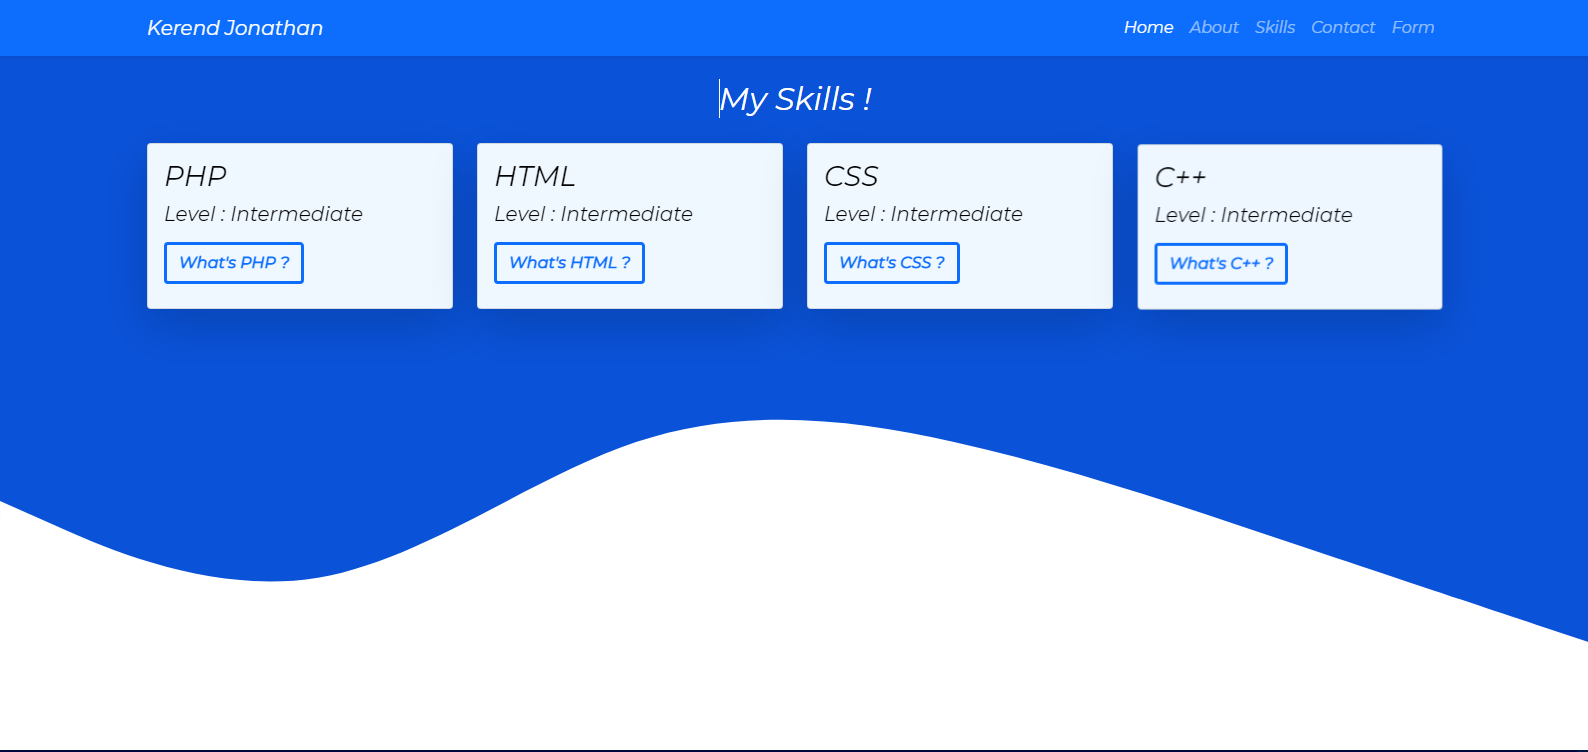 Kerend Jonathan
Home About Skills Contact Form
My Skills !
PHP
Level : Intermediate
What's PHP ?
HTML
Level : Intermediate
What's HTML ?
CSS
Level : Intermediate
What's CSS ?
C++
Level : Intermediate
What's C++ ?